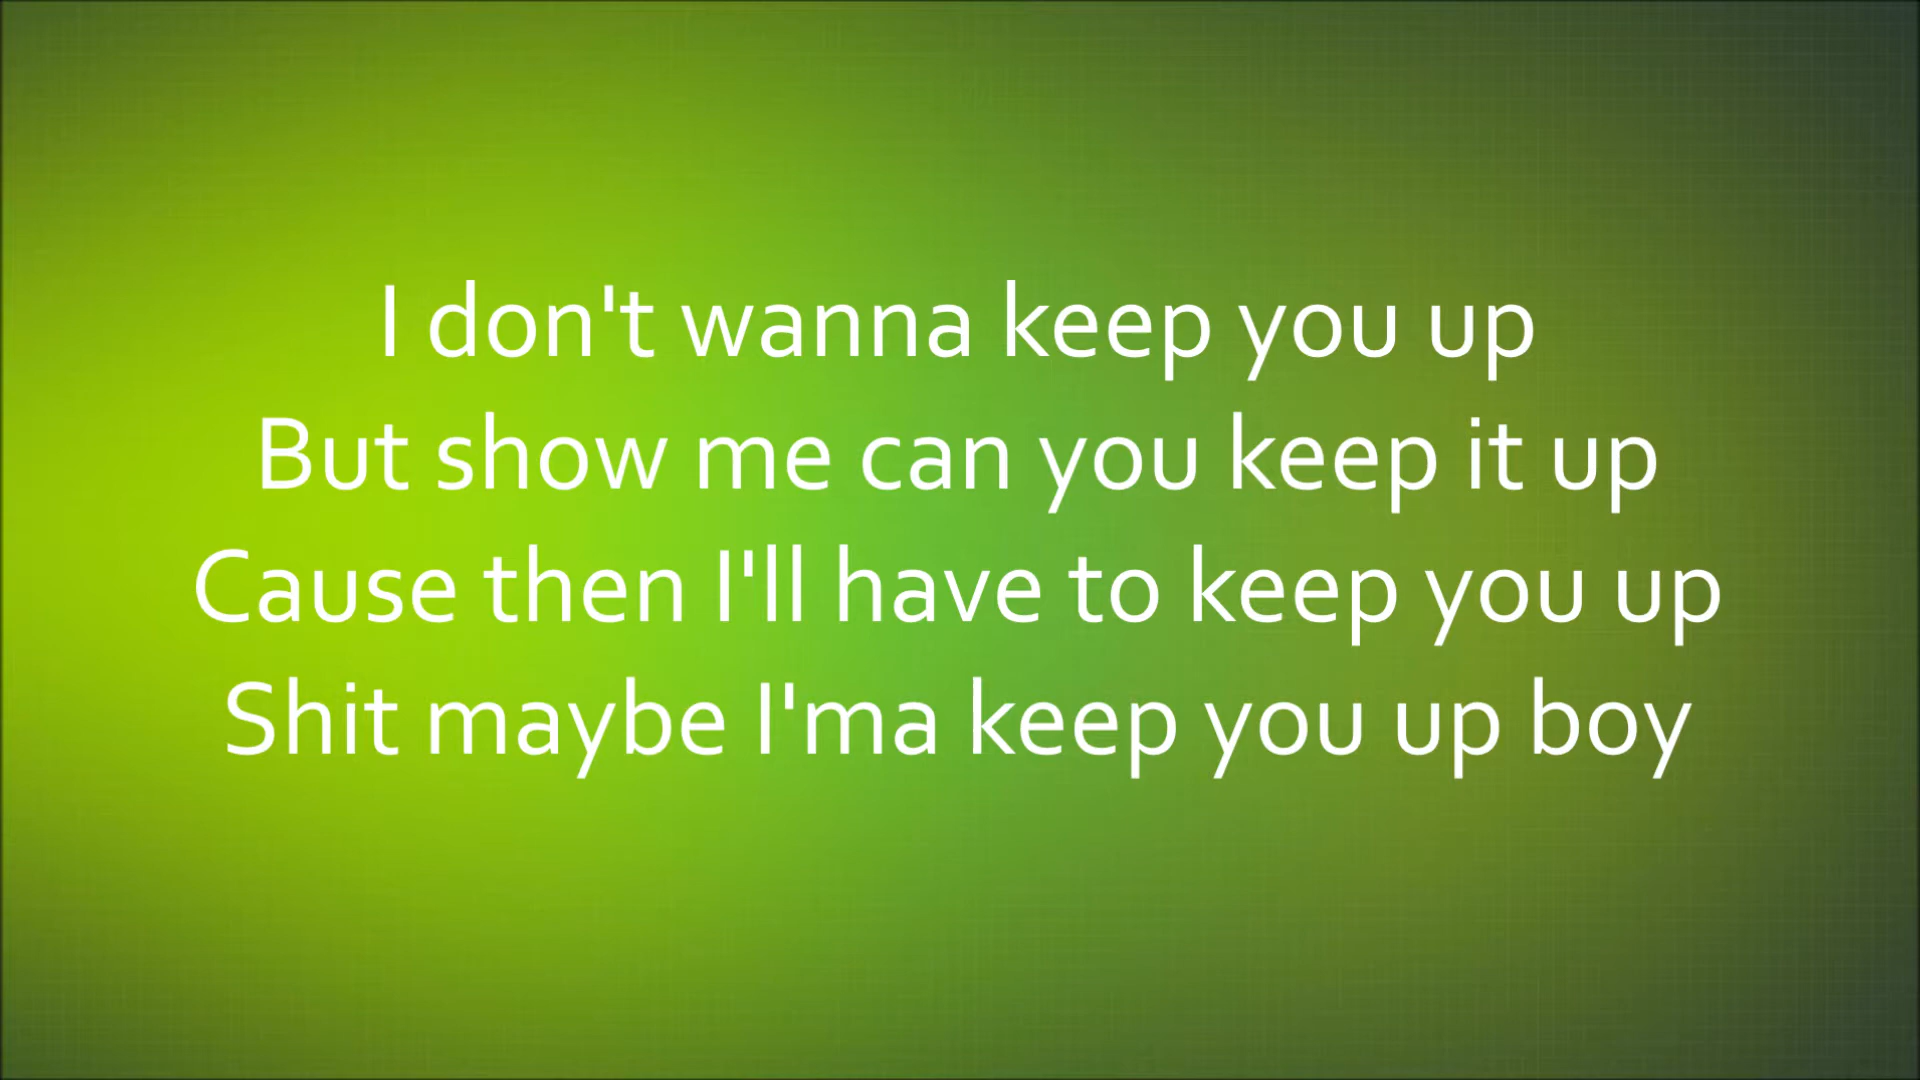 I don't wanna keep you up
But show me can you keep it up
Cause then I'll have to keep you up
Shit maybe I'ma keep you up boy